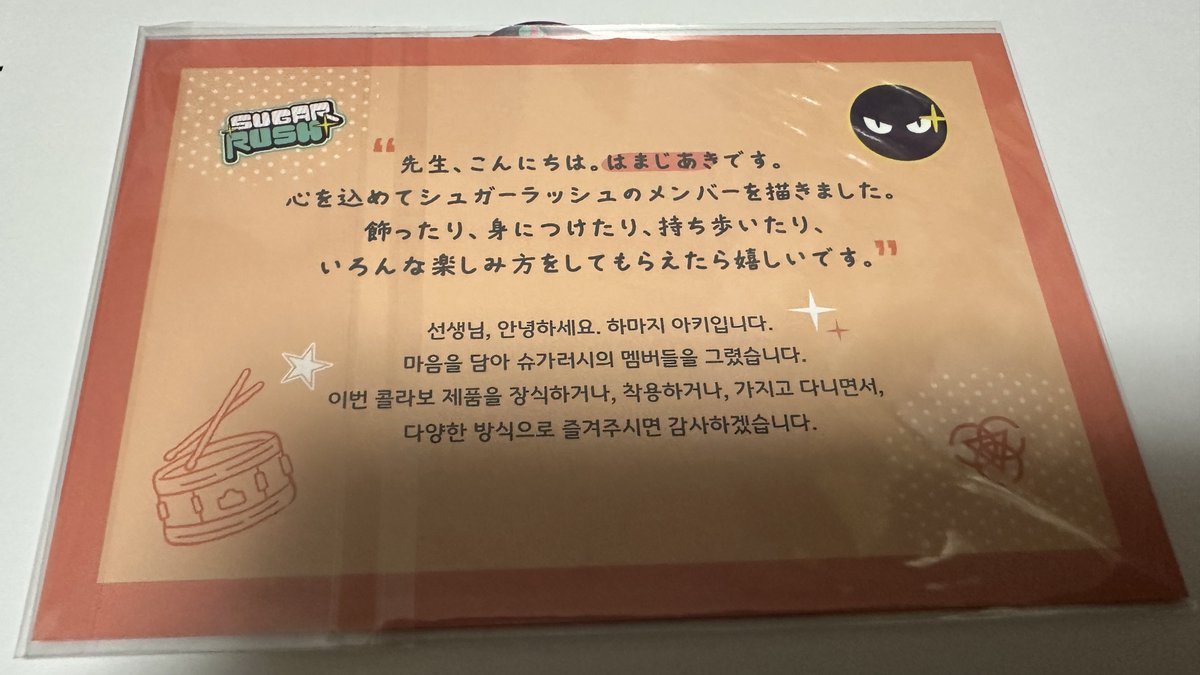 SUGAR
RUSH
“先生、こんにちは。はまじあきです。
心を込めてシュガーラッシュのメンバーを描きました。
飾ったり、身につけたり、持ち歩いたり、
いろんな楽しみ方をしてもらえたら嬉しいです。”
선생님, 안녕하세요. 하마지 아키입니다.
마음을 담아 슈가러시의 멤버들을 그렸습니다.
이번 콜라보 제품을 장식하거나, 착용하거나, 가지고 다니면서,
다양한 방식으로 즐겨주시면 감사하겠습니다.